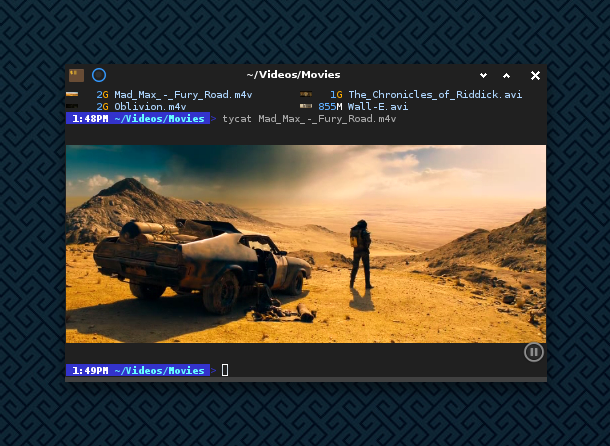 ~/Videos/Movies
2G Mad_Max_-_Fury_Road.m4v 1G The_Chronicles_of_Riddick.avi
2G Oblivion.m4v 855M Wall-E.avi
1:48PM ~/Videos/Movies > tycat Mad_Max_-_Fury_Road.m4v
1:49PM ~/Videos/Movies >